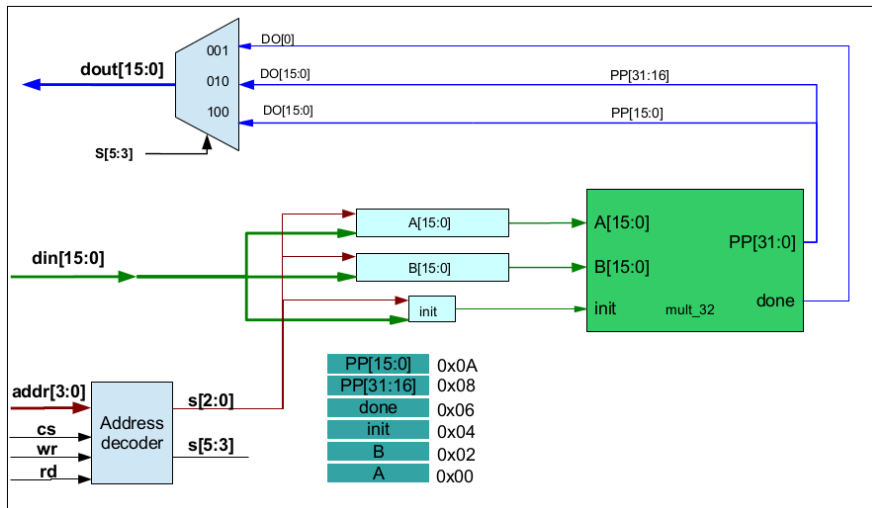 001
DO[0]
dout[15:0]
010
DO[15:0]
PP[31:16]
100
DO[15:0]
PP[15:0]
S[5:3]
A[15:0]
A[15:0]
PP[31:0]
din[15:0]
B[15:0]
B[15:0]
init
init
mult_32
done
PP[15:0] 0x0A
PP[31:16] 0x08
done 0x06
init 0x04
B 0x02
A 0x00
addr[3:0]
cs
wr
rd
Address
decoder
s[2:0]
s[5:3]